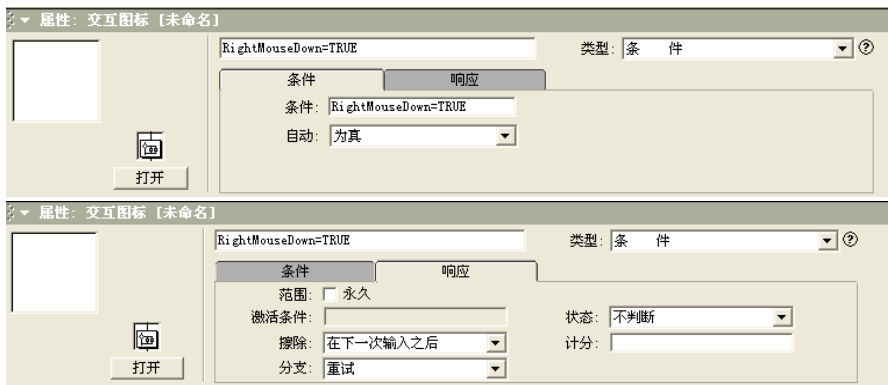 属性: 交互图标 [未命名]
RightMouseDown=TRUE 类型: 条 件
条件 响应
条件: RightMouseDown=TRUE
自动: 为真
打开
属性: 交互图标 [未命名]
RightMouseDown=TRUE 类型: 条 件
条件 响应
范围: 永久
激活条件: 状态: 不判断
擦除: 在下一次输入之后 计分:
打开 分支: 重试